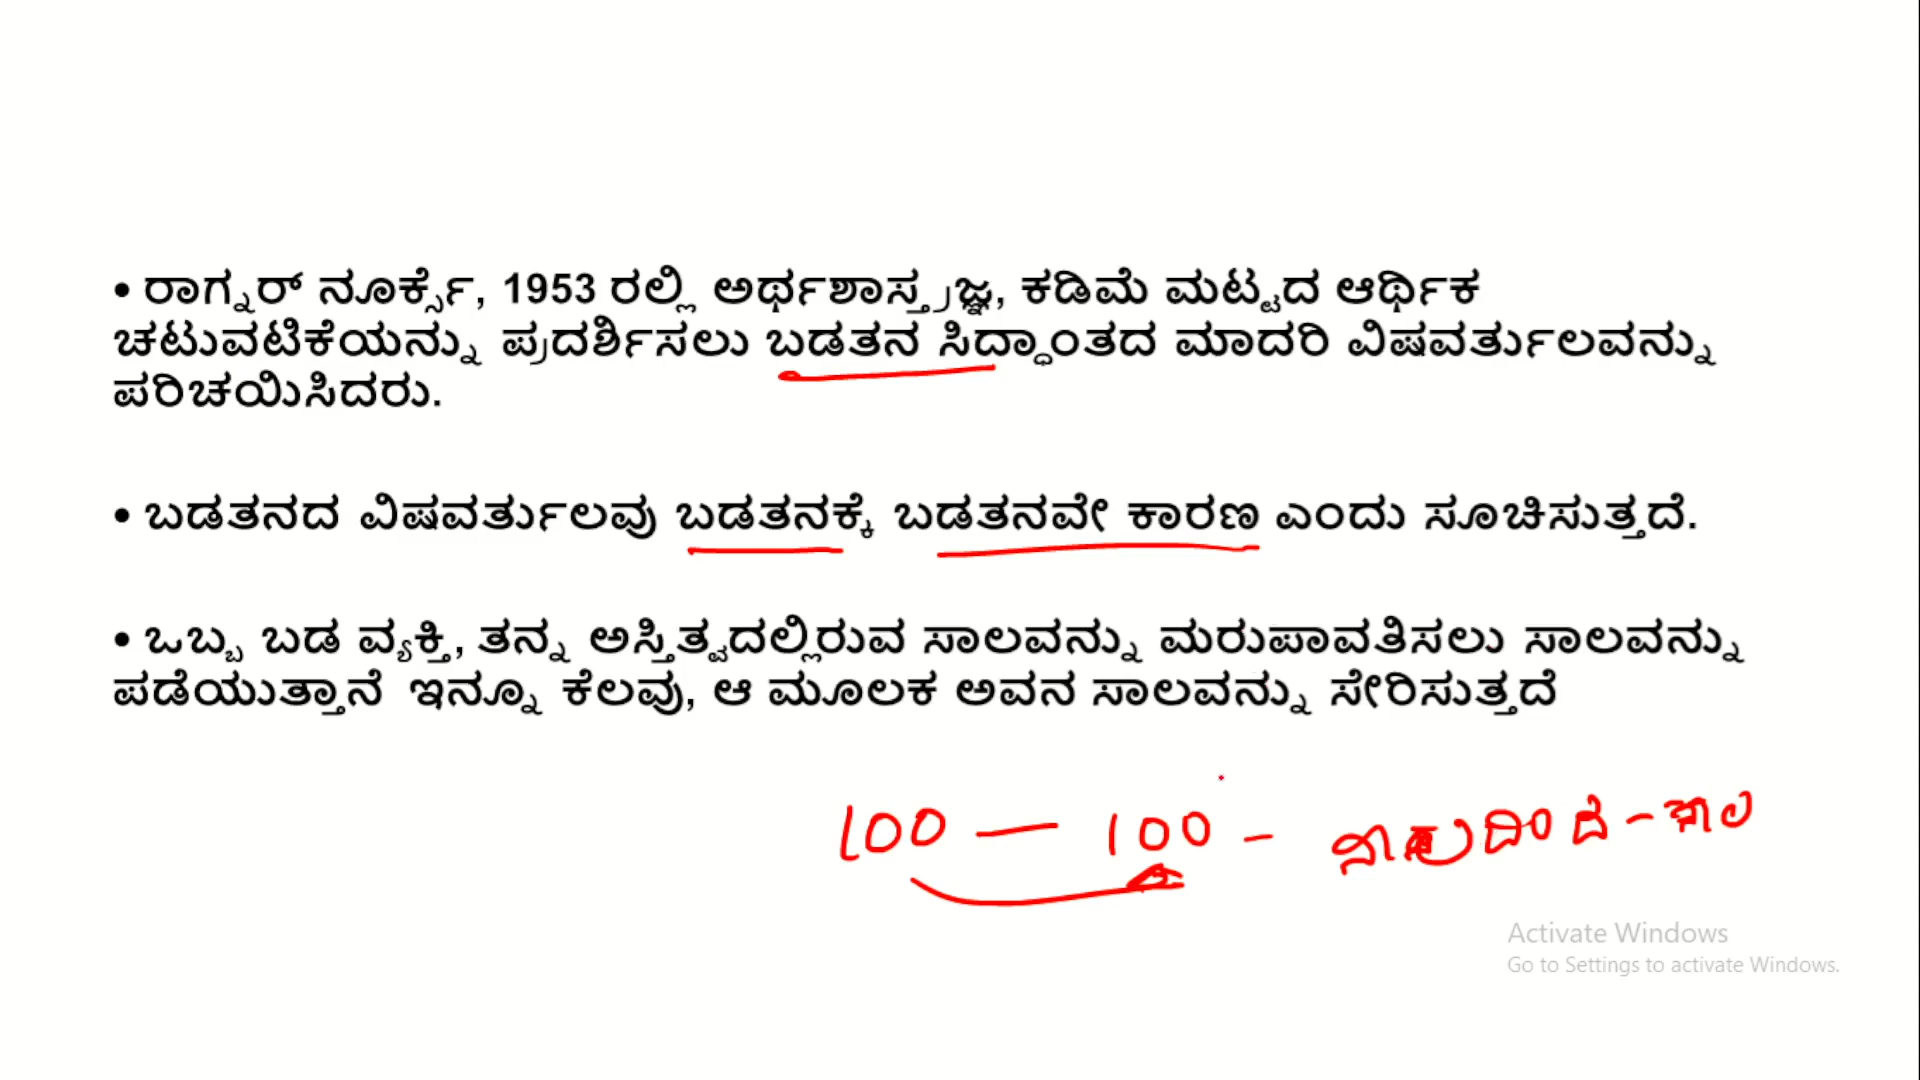 • ರಾಗ್ನರ್ ನೂರ್ಕ್ಸೆ, 1953 ರಲ್ಲಿ ಅರ್ಥಶಾಸ್ತ್ರಜ್ಞ, ಕಡಿಮೆ ಮಟ್ಟದ ಆರ್ಥಿಕ
ಚಟುವಟಿಕೆಯನ್ನು ಪ್ರದರ್ಶಿಸಲು ಬಡತನ ಸಿದ್ಧಾಂತದ ಮಾದರಿ ವಿಷವರ್ತುಲವನ್ನು
ಪರಿಚಯಿಸಿದರು.
• ಬಡತನದ ವಿಷವರ್ತುಲವು ಬಡತನಕ್ಕೆ ಬಡತನವೇ ಕಾರಣ ಎಂದು ಸೂಚಿಸುತ್ತದೆ.
• ಒಬ್ಬ ಬಡ ವ್ಯಕ್ತಿ, ತನ್ನ ಅಸ್ತಿತ್ವದಲ್ಲಿರುವ ಸಾಲವನ್ನು ಮರುಪಾವತಿಸಲು ಸಾಲವನ್ನು
ಪಡೆಯುತ್ತಾನೆ ಇನ್ನೂ ಕೆಲವು, ಆ ಮೂಲಕ ಅವನ ಸಾಲವನ್ನು ಸೇರಿಸುತ್ತದೆ
100 — 100 -
Activate Windows
Go to Settings to activate Windows.